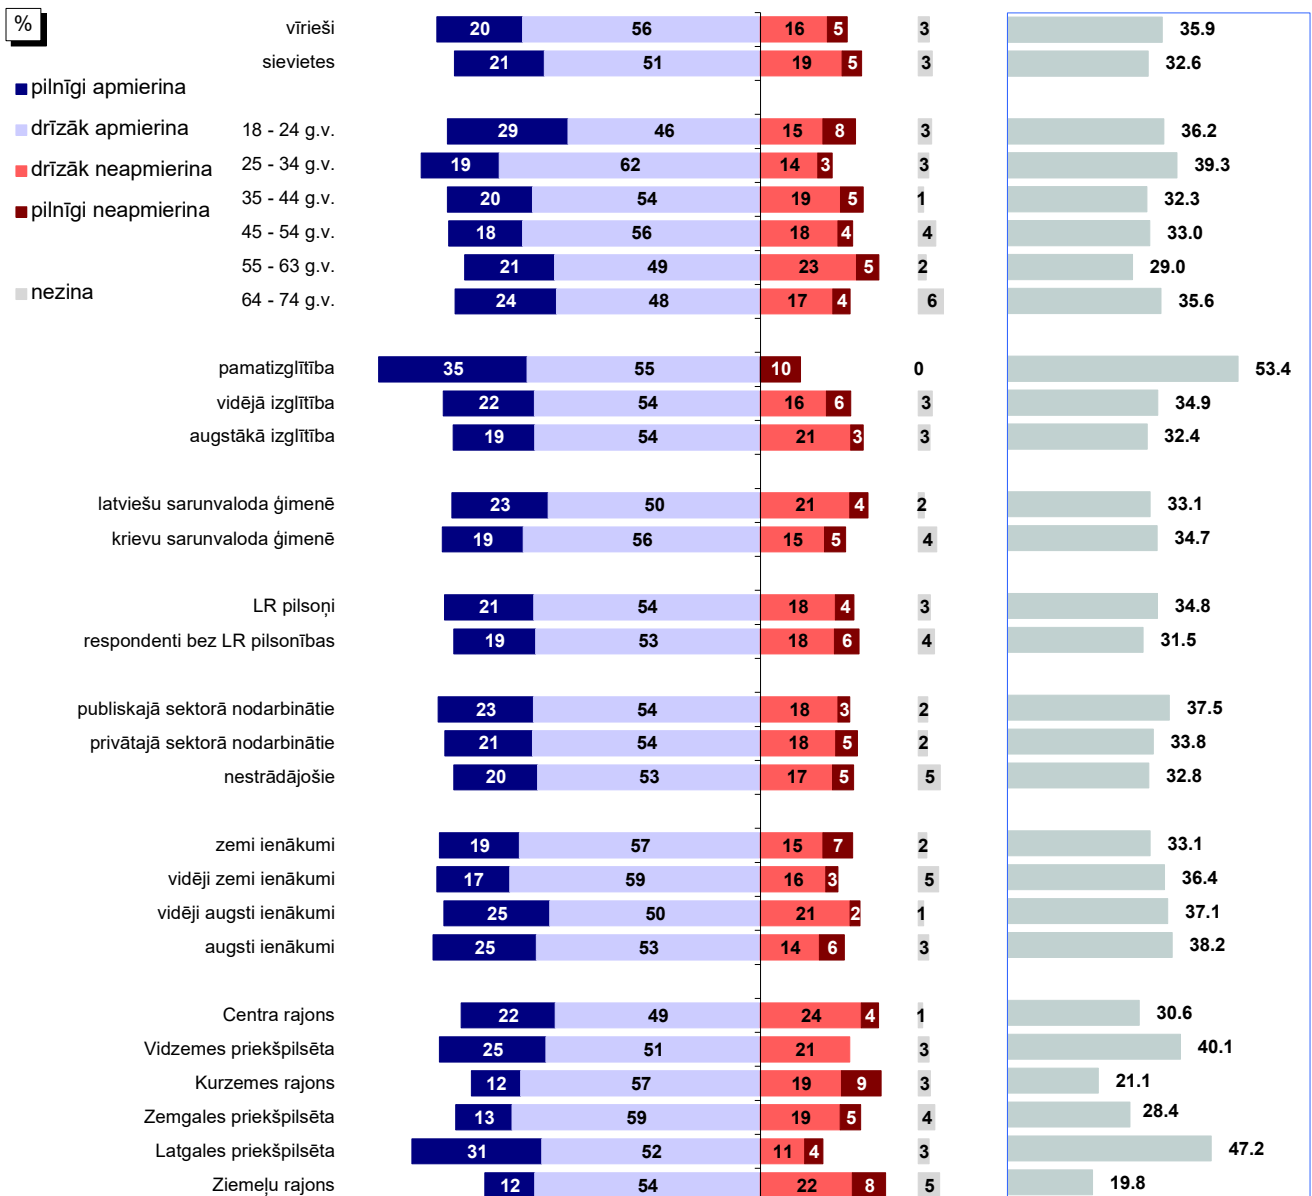 %
pilnīgi apmierina
drīzāk apmierina
drīzāk neapmierina
pilnīgi neapmierina
nezina
vīrieši 20 56 16 5 3 35.9
sievietes 21 51 19 5 3 32.6
18 - 24 g.v. 29 46 15 8 3 36.2
25 - 34 g.v. 19 62 14 3 3 39.3
35 - 44 g.v. 20 54 19 5 1 32.3
45 - 54 g.v. 18 56 18 4 4 33.0
55 - 63 g.v. 21 49 23 5 2 29.0
64 - 74 g.v. 24 48 17 4 6 35.6
pamatizglītība 35 55 10 0 53.4
vidējā izglītība 22 54 16 6 3 34.9
augstākā izglītība 19 54 21 3 3 32.4
latviešu sarunvaloda ģimenē 23 50 21 4 2 33.1
krievu sarunvaloda ģimenē 19 56 15 5 4 34.7
LR pilsoņi 21 54 18 4 3 34.8
respondenti bez LR pilsonības 19 53 18 6 4 31.5
publiskajā sektorā nodarbinātie 23 54 18 3 2 37.5
privātajā sektorā nodarbinātie 21 54 18 5 2 33.8
nestrādājošie 20 53 17 5 5 32.8
zemi ienākumi 19 57 15 7 2 33.1
vidēji zemi ienākumi 17 59 16 3 5 36.4
vidēji augsti ienākumi 25 50 21 2 1 37.1
augsti ienākumi 25 53 14 6 3 38.2
Centra rajons 22 49 24 4 1 30.6
Vidzemes priekšpilsēta 25 51 21 3 40.1
Kurzemes rajons 12 57 19 9 3 21.1
Zemgales priekšpilsēta 13 59 19 5 4 28.4
Latgales priekšpilsēta 31 52 11 4 3 47.2
Ziemeļu rajons 12 54 22 8 5 19.8